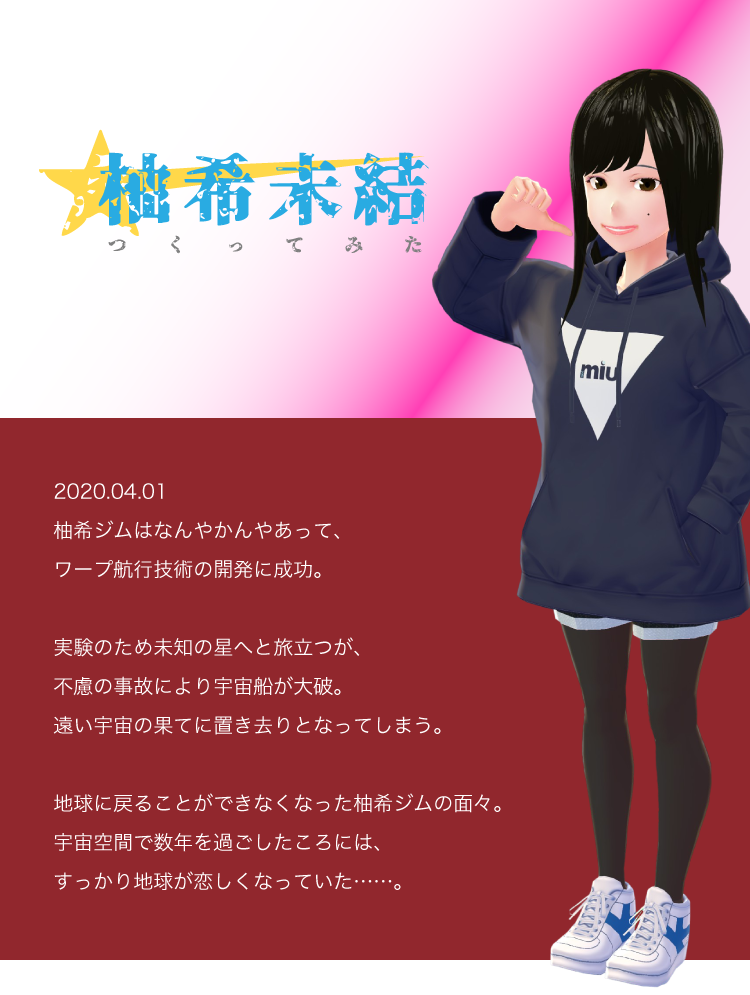 柚希未結
つくってみた
miu
2020.04.01
柚希ジムはなんやかんやあって、
ワープ航行技術の開発に成功。
実験のため未知の星へと旅立つが、
不慮の事故により宇宙船が大破。
遠い宇宙の果てに置き去りとなってしまう。
地球に戻ることができなくなった柚希ジムの面々。
宇宙空間で数年を過ごしたころには、
すっかり地球が恋しくなっていた……。